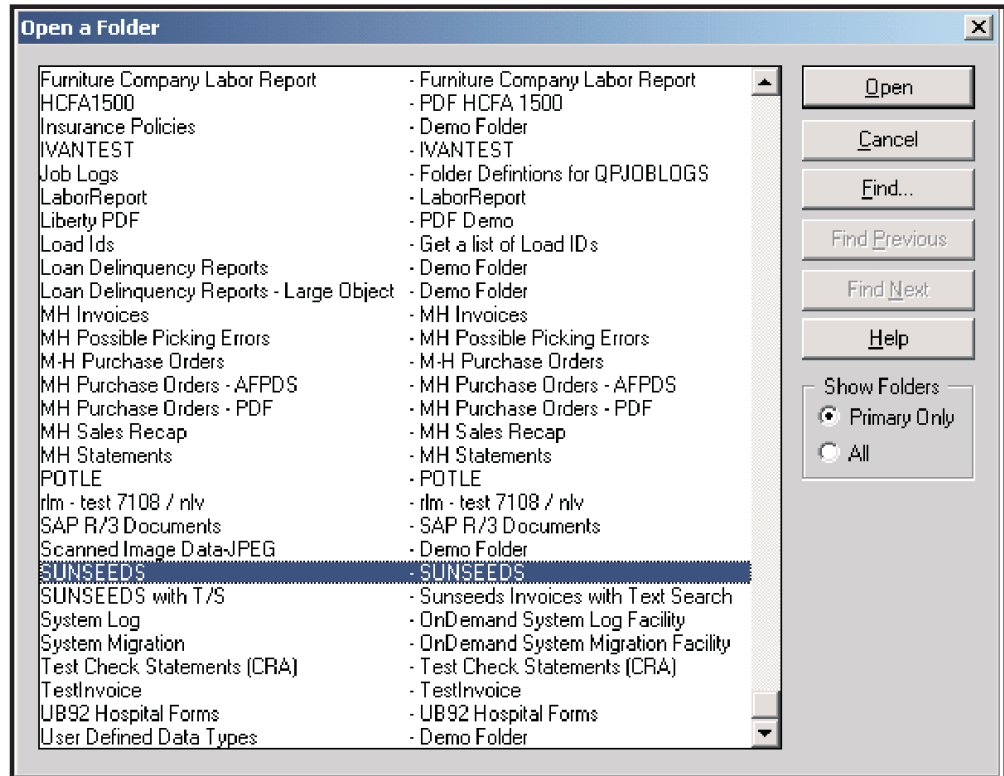 Open a Folder
Furniture Company Labor Report - Furniture Company Labor Report
HCFA1500 - PDF HCFA 1500
Insurance Policies - Demo Folder
IVANTEST - IVANTEST
Job Logs - Folder Defintions for QPJOBLOGS
LaborReport - LaborReport
Liberty PDF - PDF Demo
Load Ids - Get a list of Load IDs
Loan Delinquency Reports - Demo Folder
Loan Delinquency Reports - Large Object - Demo Folder
MH Invoices - MH Invoices
MH Possible Picking Errors - MH Possible Picking Errors
M-H Purchase Orders - M-H Purchase Orders
MH Purchase Orders - AFPDS - MH Purchase Orders - AFPDS
MH Purchase Orders - PDF - MH Purchase Orders - PDF
MH Sales Recap - MH Sales Recap
MH Statements - MH Statements
POTLE - POTLE
rlm - test 7108 / nlv - rlm - test 7108 / nlv
SAP R/3 Documents - SAP R/3 Documents
Scanned Image Data-JPEG - Demo Folder
SUNSEEDS - SUNSEEDS
SUNSEEDS with T/S - Sunseeds Invoices with Text Search
System Log - OnDemand System Log Facility
System Migration - OnDemand System Migration Facility
Test Check Statements (CRA) - Test Check Statements (CRA)
TestInvoice - TestInvoice
UB92 Hospital Forms - UB92 Hospital Forms
User Defined Data Types - Demo Folder
Open
Cancel
Find...
Find Previous
Find Next
Help
Show Folders
Primary Only
All